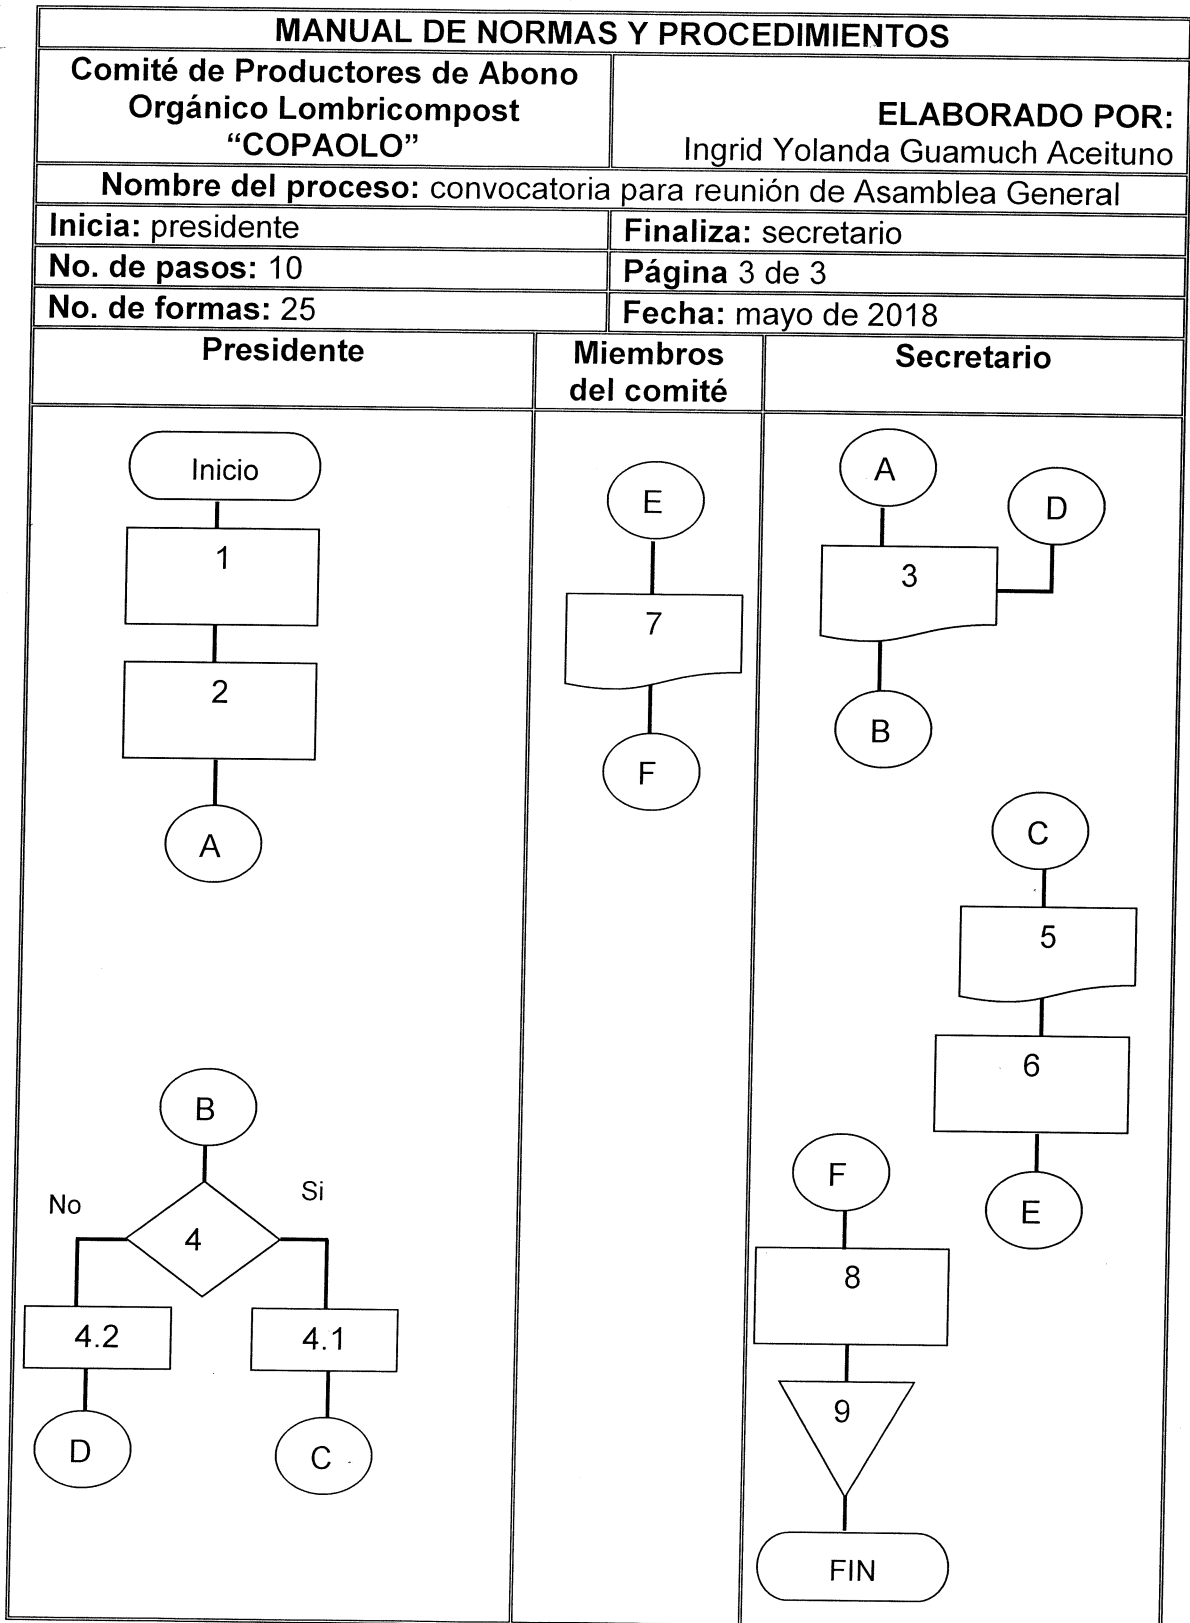 MANUAL DE NORMAS Y PROCEDIMIENTOS
Comité de Productores de Abono
Orgánico Lombricompost
“COPAOLO”
ELABORADO POR:
Ingrid Yolanda Guamuch Aceituno
Nombre del proceso: convocatoria para reunión de Asamblea General
Inicia: presidente
Finaliza: secretario
No. de pasos: 10
Página 3 de 3
No. de formas: 25
Fecha: mayo de 2018
Presidente
Miembros
del comité
Secretario
Inicio
1
2
A
B
No
Si
4
4.2
4.1
D
C
E
7
F
A
D
3
B
C
5
6
E
F
8
9
FIN